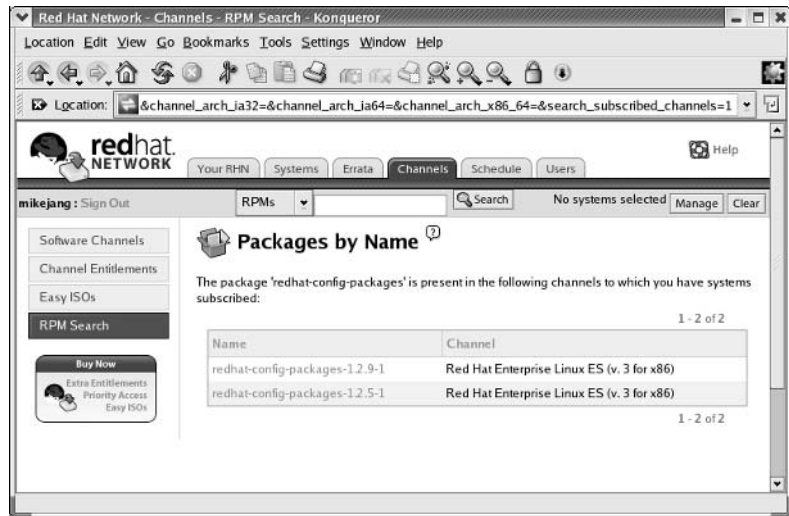 Red Hat Network - Channels - RPM Search - Konqueror
Location Edit View Go Bookmarks Tools Settings Window Help
Location: &channel_arch_ia32=&channel_arch_ia64=&channel_arch_x86_64=&search_subscribed_channels=1
redhat.
NETWORK
Your RHN Systems Errata Channels Schedule Users
Help
mikejang : Sign Out RPMs Search No systems selected Manage Clear
Software Channels
Channel Entitlements
Easy ISOs
RPM Search
Buy Now
Extra Entitlements
Priority Access
Easy ISOs
Packages by Name ?
The package 'redhat-config-packages' is present in the following channels to which you have systems
subscribed:
1 - 2 of 2
Name Channel
redhat-config-packages-1.2.9-1 Red Hat Enterprise Linux ES (v. 3 for x86)
redhat-config-packages-1.2.5-1 Red Hat Enterprise Linux ES (v. 3 for x86)
1 - 2 of 2